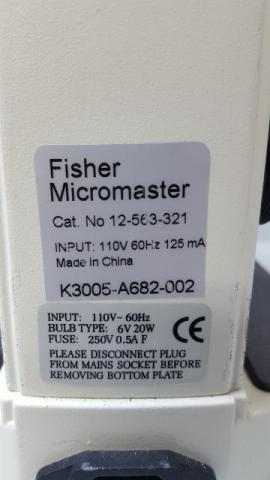 Fisher
Micromaster
Cat. No 12-563-321
INPUT: 110V 60Hz 125 mA
Made in China
K3005-A682-002
INPUT: 110V~ 60Hz
BULB TYPE: 6V 20W
FUSE: 250V 0.5A F
CE
PLEASE DISCONNECT PLUG
FROM MAINS SOCKET BEFORE
REMOVING BOTTOM PLATE